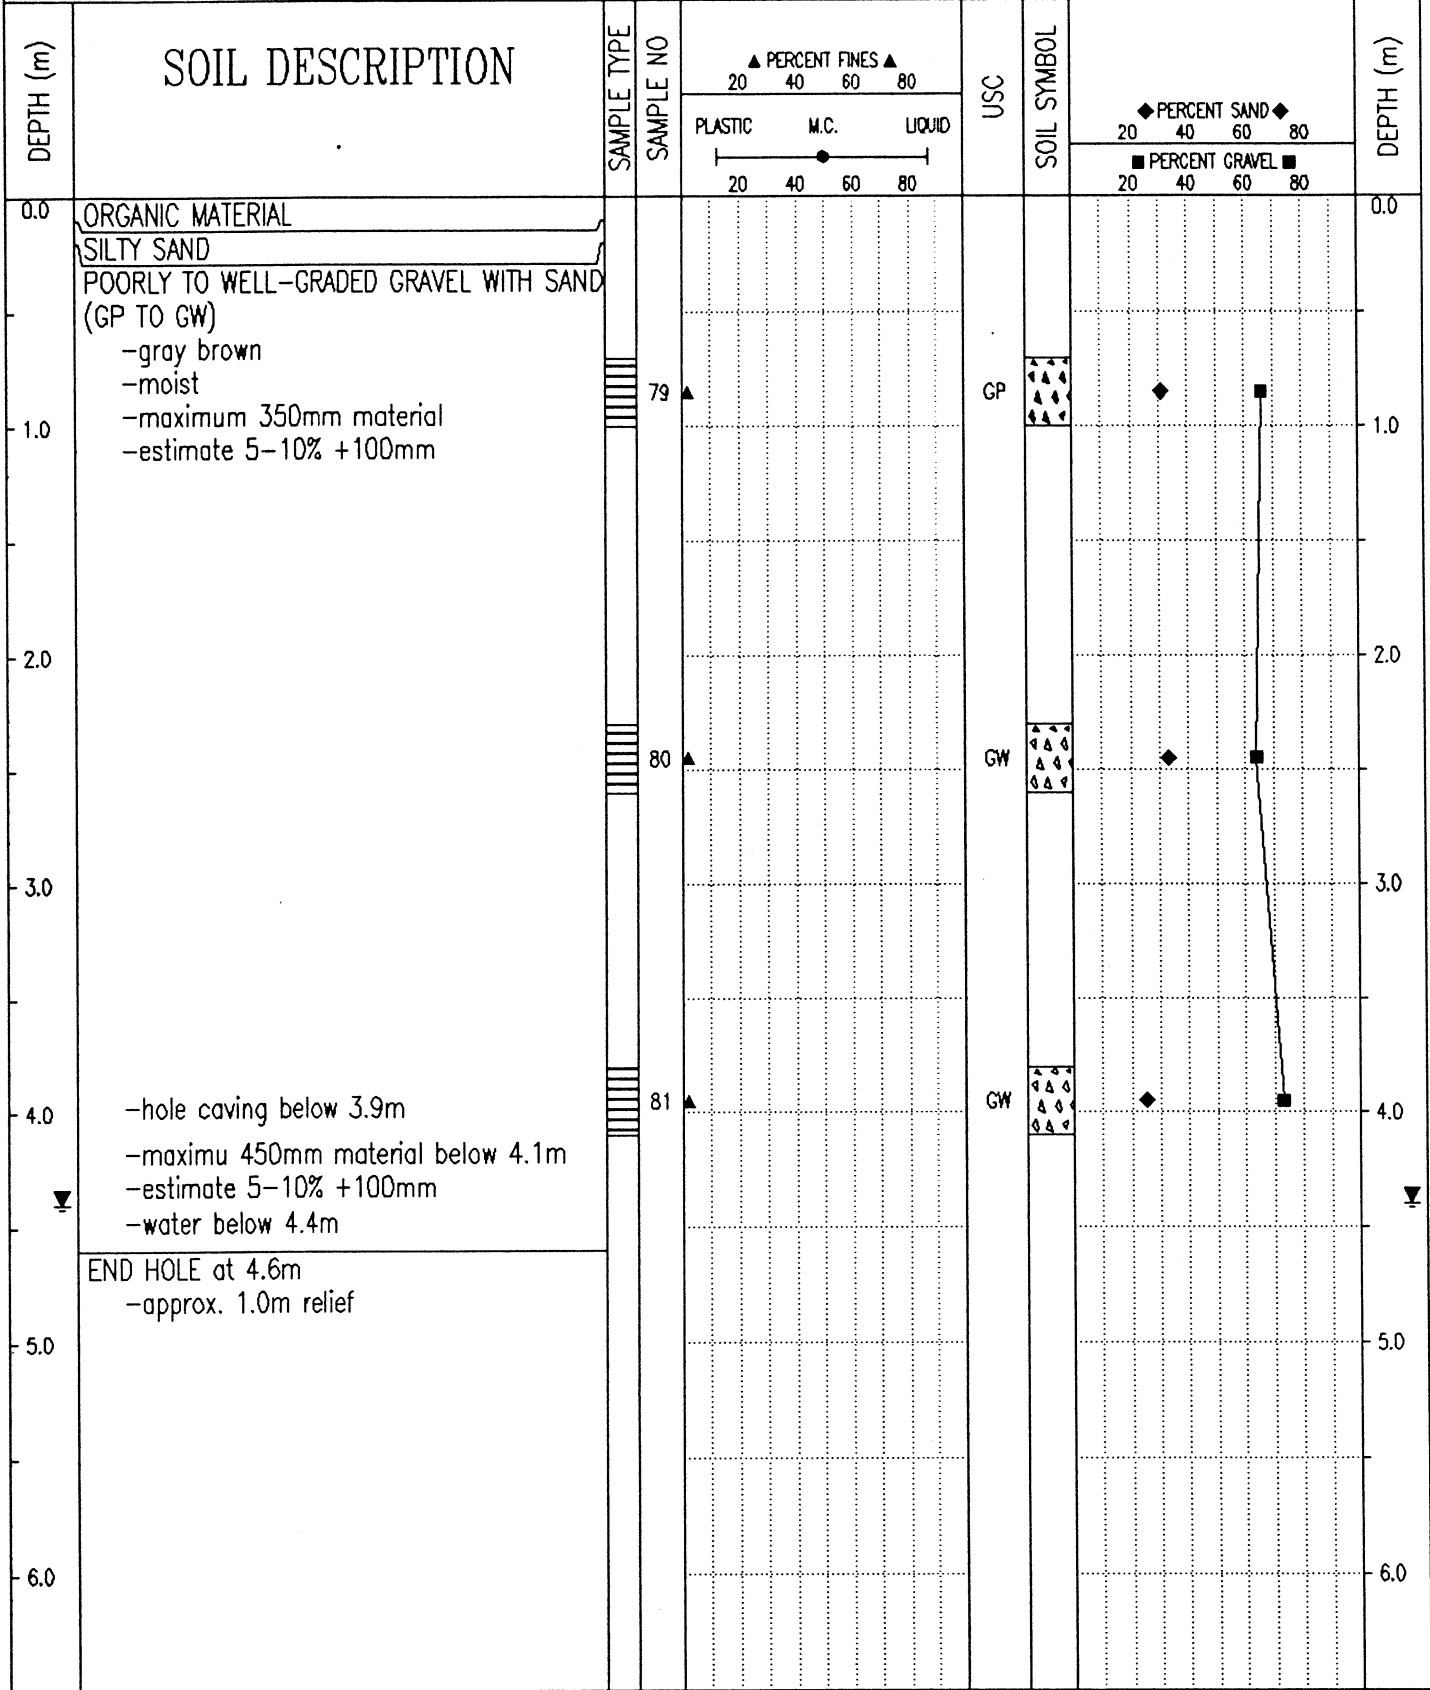 DEPTH (m)
SOIL DESCRIPTION
SAMPLE TYPE
SAMPLE NO
▲ PERCENT FINES ▲
20 40 60 80
PLASTIC M.C. LIQUID
20 40 60 80
USC
SOIL SYMBOL
◆ PERCENT SAND ◆
20 40 60 80
■ PERCENT GRAVEL ■
20 40 60 80
DEPTH (m)
0.0
ORGANIC MATERIAL
0.0
SILTY SAND
POORLY TO WELL-GRADED GRAVEL WITH SAND
(GP TO GW)
-gray brown
-moist
79
GP
-maximum 350mm material
1.0
1.0
-estimate 5-10% +100mm
2.0
2.0
80
GW
3.0
3.0
4.0
-hole caving below 3.9m
81
GW
4.0
-maximu 450mm material below 4.1m
-estimate 5-10% +100mm
-water below 4.4m
END HOLE at 4.6m
-approx. 1.0m relief
5.0
5.0
6.0
6.0